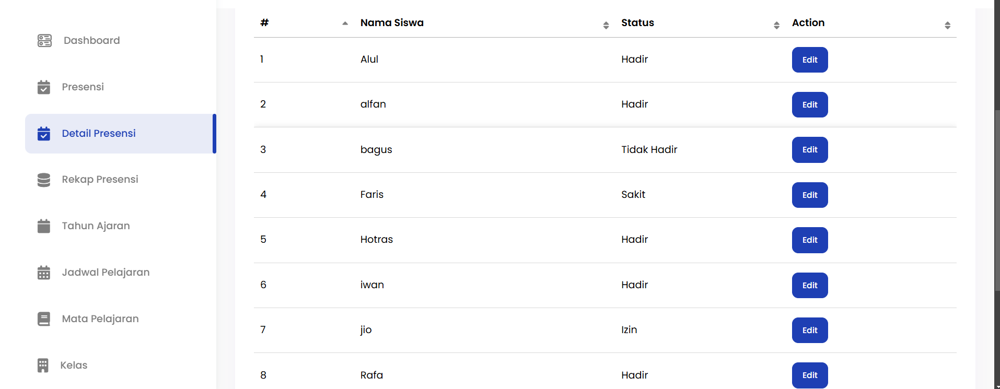 Dashboard
Presensi
Detail Presensi
Rekap Presensi
Tahun Ajaran
Jadwal Pelajaran
Mata Pelajaran
Kelas
# Nama Siswa Status Action
1 Alul Hadir Edit
2 alfan Hadir Edit
3 bagus Tidak Hadir Edit
4 Faris Sakit Edit
5 Hotras Hadir Edit
6 iwan Hadir Edit
7 jio Izin Edit
8 Rafa Hadir Edit